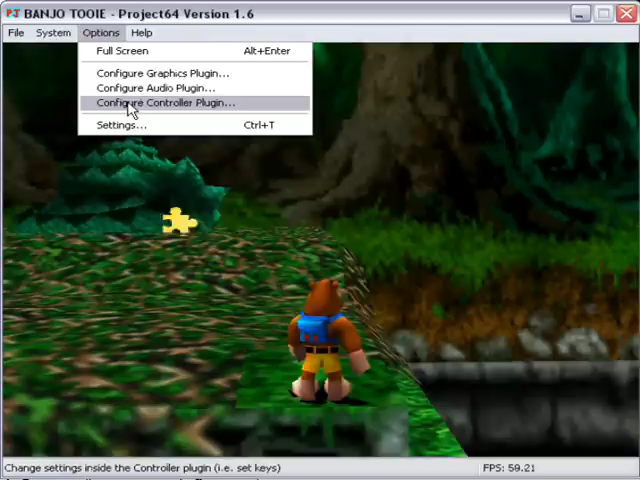 BANJO TOOIE - Project64 Version 1.6
File System Options Help
Full Screen Alt+Enter
Configure Graphics Plugin...
Configure Audio Plugin...
Configure Controller Plugin...
Settings... Ctrl+T
Change settings inside the Controller plugin (i.e. set keys) FPS: 59.21